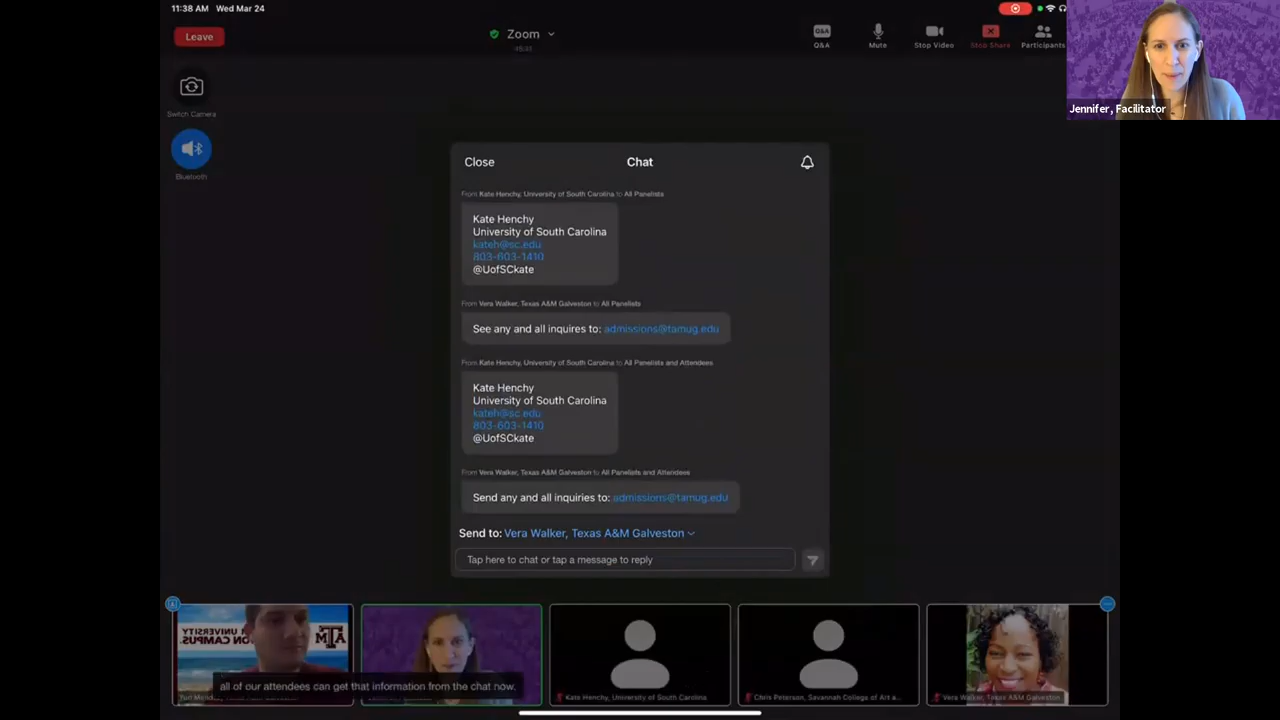 11:38 AM Wed Mar 24
Leave
Zoom
Q&A
Mute
Stop Video
Stop Share
Participants
Jennifer, Facilitator
Switch Camera
Bluetooth
Close
Chat
From Kate Henchy, University of South Carolina to All Panelists
Kate Henchy
University of South Carolina
kateh@sc.edu
803-603-1410
@UofSCkate
From Vera Walker, Texas A&M Galveston to All Panelists
See any and all inquires to: admissions@tamug.edu
From Kate Henchy, University of South Carolina to All Panelists and Attendees
Kate Henchy
University of South Carolina
kateh@sc.edu
803-603-1410
@UofSCkate
From Vera Walker, Texas A&M Galveston to All Panelists and Attendees
Send any and all inquiries to: admissions@tamug.edu
Send to: Vera Walker, Texas A&M Galveston
Tap here to chat or tap a message to reply
all of our attendees can get that information from the chat now.
Kate Henchy, University of South Carolina
Chris Peterson, Savannah College of Art a...
Vera Walker, Texas A&M Galveston